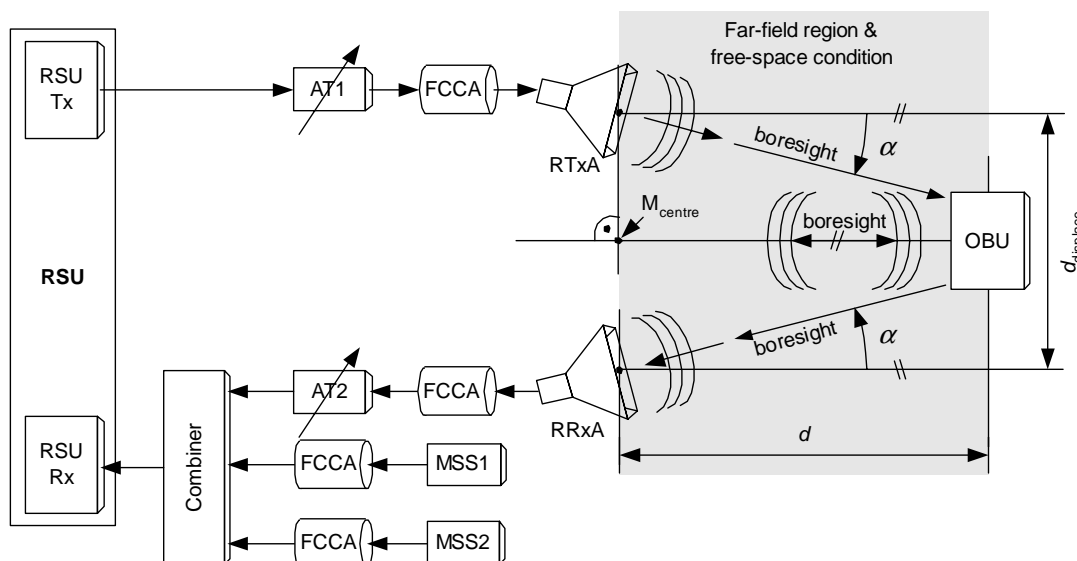 Far-field region &
free-space condition
RSU
Tx
AT1
FCCA
RTxA
boresight
α
M centre
boresight
OBU
d displace
RSU
boresight
α
AT2
FCCA
RRxA
d
RSU
Rx
Combiner
FCCA
MSS1
FCCA
MSS2